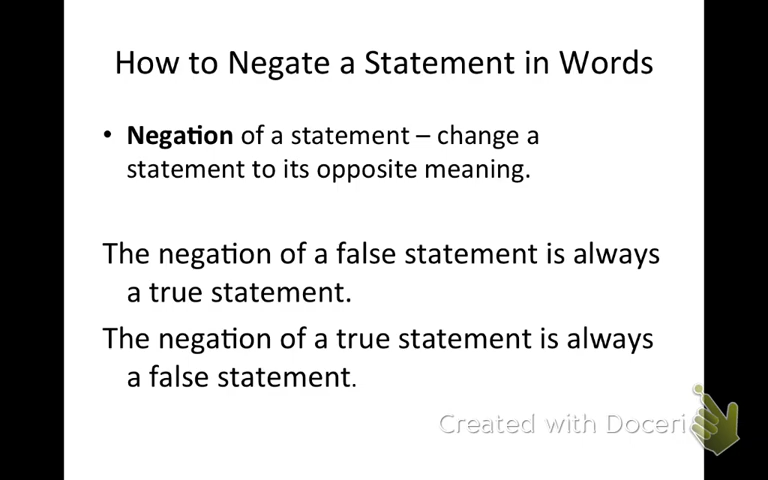 How to Negate a Statement in Words
• Negation of a statement – change a
statement to its opposite meaning.
The negation of a false statement is always
a true statement.
The negation of a true statement is always
a false statement.
Created with Doceri